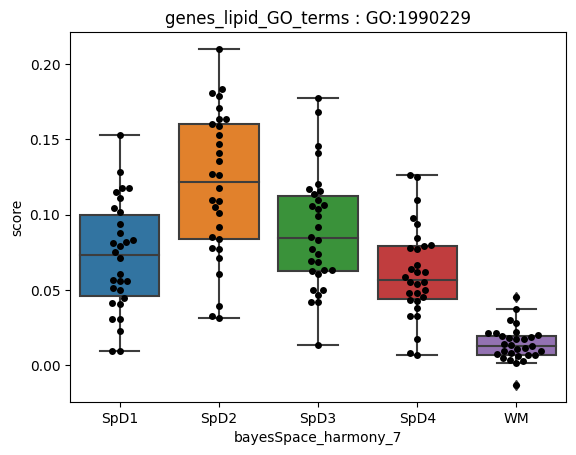 genes_lipid_GO_terms : GO:1990229
score
0.20
0.15
0.10
0.05
0.00
SpD1 SpD2 SpD3 SpD4 WM
bayesSpace_harmony_7